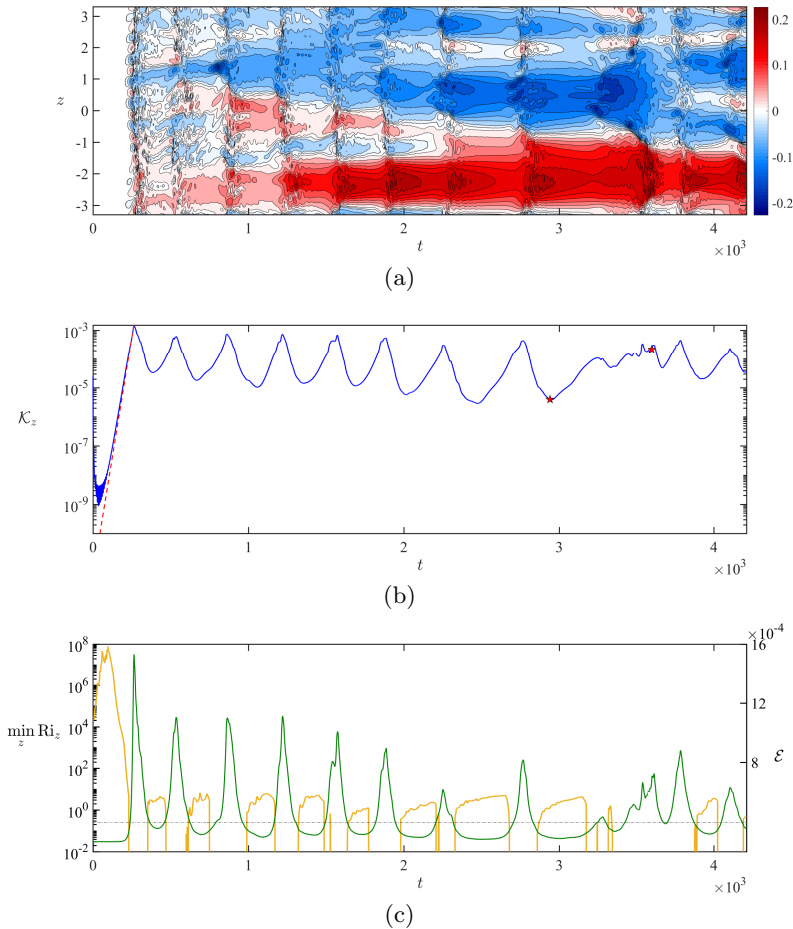 3 2 1 0 -1 -2 -3
z
0.2 0.1 0 -0.1 -0.2
0 1 2 3 4
t ×10³
(a)
10⁻³ 10⁻⁵ 10⁻⁷ 10⁻⁹
𝒦z
0 1 2 3 4
t ×10³
(b)
×10⁻⁴
10⁸ 10⁶ 10⁴ 10² 10⁰ 10⁻²
min Riz
z
16 12 8
ℰ
0 1 2 3 4
t ×10³
(c)